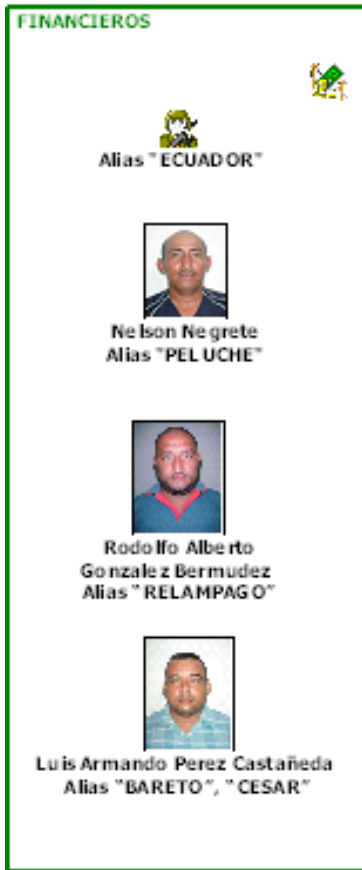 FINANCIEROS
Alias "ECUADOR"
Nelson Negrete
Alias "PELUCHE"
Rodolfo Alberto
Gonzalez Bermudez
Alias "RELAMPAGO"
Luis Armando Perez Castañeda
Alias "BARETO", "CESAR"